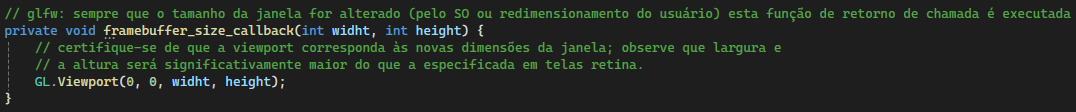 // glfw: sempre que o tamanho da janela for alterado (pelo SO ou redimensionamento do usuário) esta função de retorno de chamada é executada
private void framebuffer_size_callback(int widht, int height) {
// certifique-se de que a viewport corresponda às novas dimensões da janela; observe que largura e
// a altura será significativamente maior do que a especificada em telas retina.
GL.Viewport(0, 0, widht, height);
}